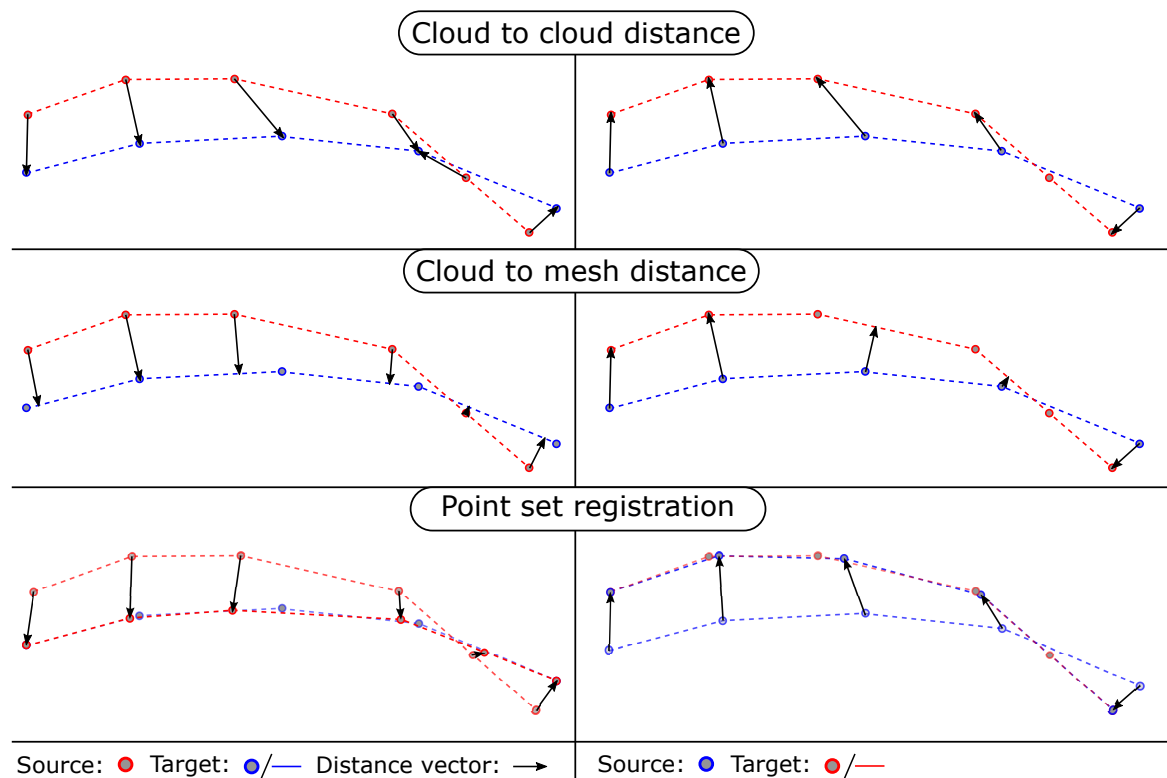 Cloud to cloud distance
Cloud to mesh distance
Point set registration
Source: Target: / Distance vector:
Source: Target: /